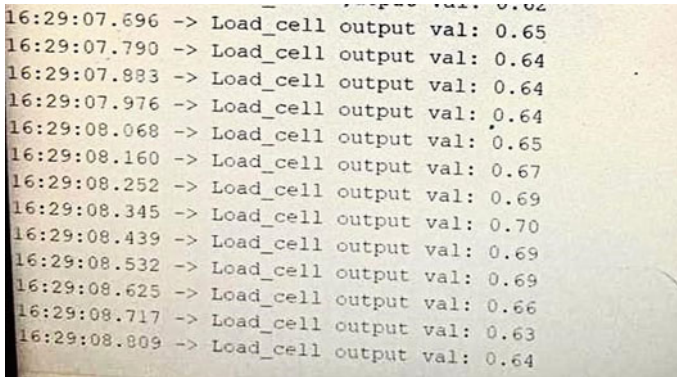 val: 0.62
16:29:07.696 -> Load_cell output val: 0.65
16:29:07.790 -> Load_cell output val: 0.64
16:29:07.883 -> Load_cell output val: 0.64
16:29:07.976 -> Load_cell output val: 0.64
16:29:08.068 -> Load_cell output val: 0.65
16:29:08.160 -> Load_cell output val: 0.67
16:29:08.252 -> Load_cell output val: 0.69
16:29:08.345 -> Load_cell output val: 0.70
16:29:08.439 -> Load_cell output val: 0.69
16:29:08.532 -> Load_cell output val: 0.69
16:29:08.625 -> Load_cell output val: 0.66
16:29:08.717 -> Load_cell output val: 0.63
16:29:08.809 -> Load_cell output val: 0.64